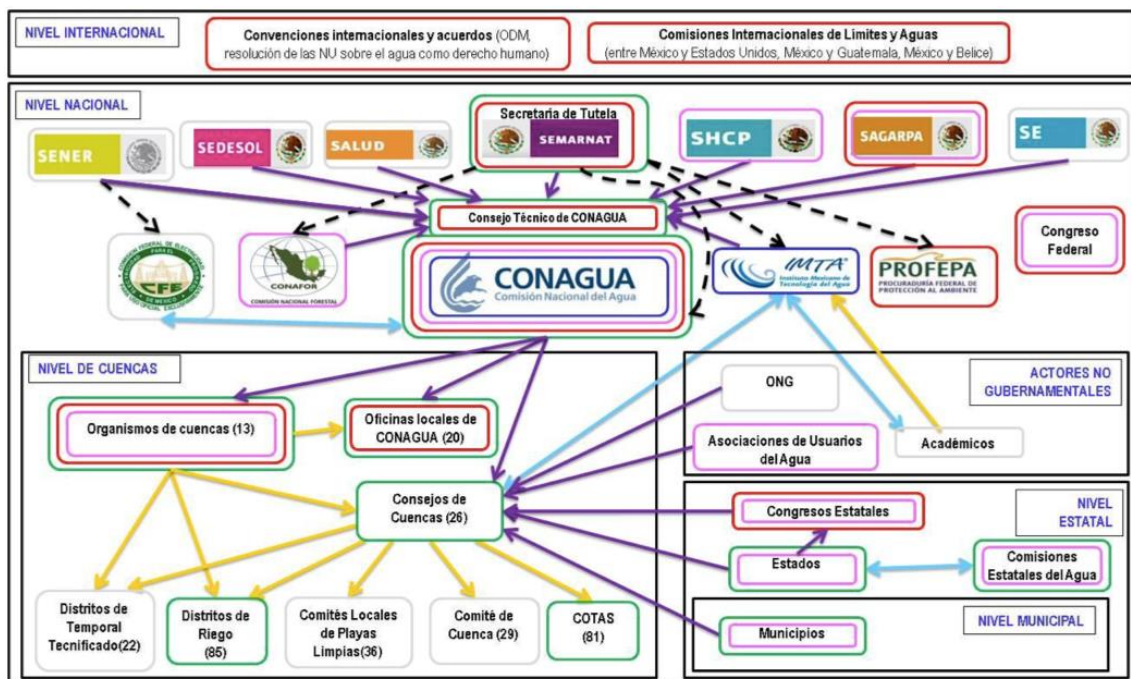 NIVEL INTERNACIONAL
Convenciones internacionales y acuerdos (ODM,
resolución de las NU sobre el agua como derecho humano)
Comisiones Internacionales de Limites y Aguas
(entre México y Estados Unidos, México y Guatemala, México y Belice)
NIVEL NACIONAL
Secretaria de Tutela
SENER
SEDESOL
SALUD
SEMARNAT
SHCP
SAGARPA
SE
Consejo Técnico de CONAGUA
Congreso
Federal
CFE
CONAFOR
COMISIÓN NACIONAL FORESTAL
CONAGUA
Comisión Nacional del Agua
IMTA
Instituto Mexicano de
Tecnología del Agua
PROFEPA
PROCURADURÍA FEDERAL DE
PROTECCIÓN AL AMBIENTE
NIVEL DE CUENCAS
Organismos de cuencas (13)
Oficinas locales de
CONAGUA (20)
Consejos de
Cuencas (26)
Distritos de
Temporal
Tecnificado(22)
Distritos de
Riego
(85)
Comités Locales
de Playas
Limpias(36)
Comité de
Cuenca (29)
COTAS
(81)
ACTORES NO
GUBERNAMENTALES
ONG
Asociaciones de Usuarios
del Agua
Académicos
NIVEL
ESTATAL
Congresos Estatales
Estados
Comisiones
Estatales del Agua
NIVEL MUNICIPAL
Municipios